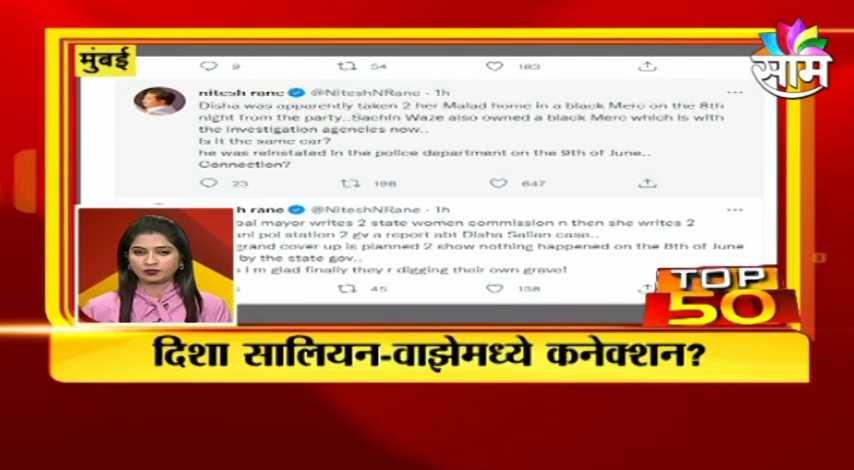 मुंबई
साम
9 54 183
nitesh rane @NiteshNRane · 1h
Disha was apparently taken 2 her Malad home in a black Merc on the 8th
night from the party..Sachin Waze also owned a black Merc which is with
the investigation agencies now..
Is it the same car?
he was reinstated in the police department on the 9th of June..
Connection?
23 198 647
sh rane @NiteshNRane · 1h
mayor writes 2 state women commission n then she writes 2
ani pol station 2 gv a report abt Disha Salian case..
grand cover up is planned 2 show nothing happened on the 8th of June
by the state gov..
I m glad finally they r digging their own grave!
45 138
TOP
50
दिशा सालियन-वाझेमध्ये कनेक्शन?